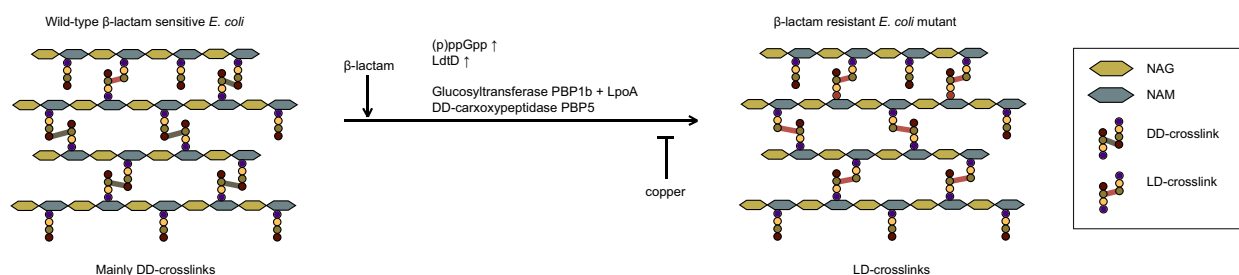 Wild-type β-lactam sensitive E. coli
Mainly DD-crosslinks
β-lactam
(p)ppGpp ↑
LdtD ↑
Glucosyltransferase PBP1b + LpoA
DD-carxoxypeptidase PBP5
copper
β-lactam resistant E. coli mutant
LD-crosslinks
NAG
NAM
DD-crosslink
LD-crosslink